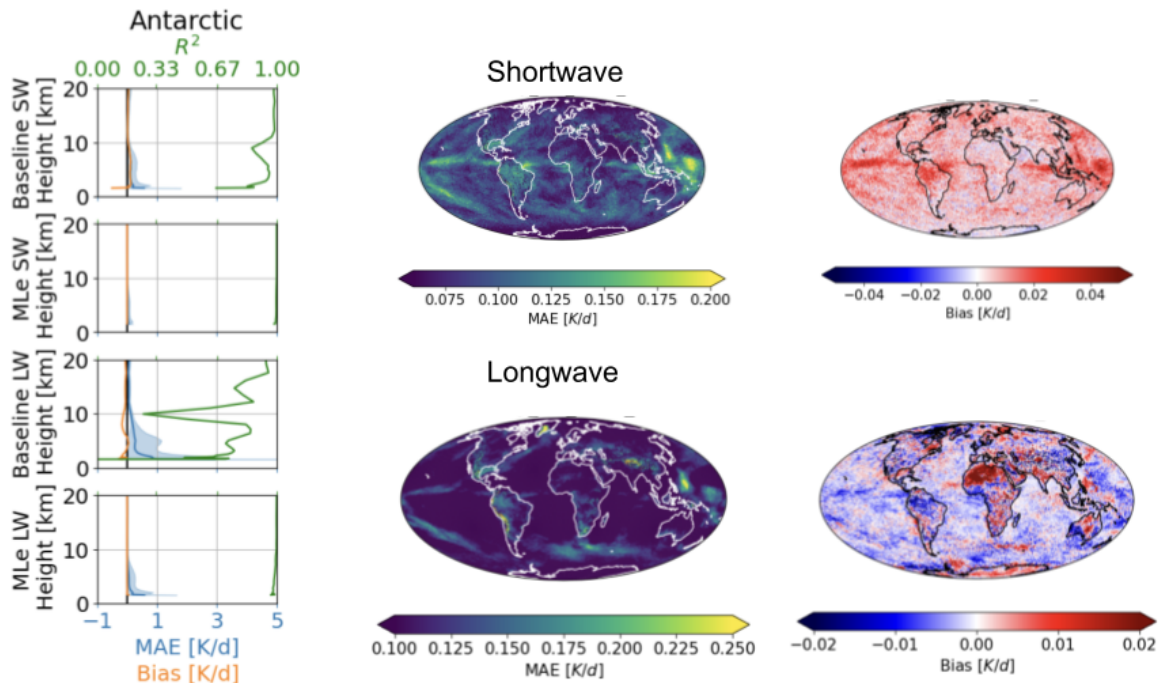 Antarctic
R²
0.00 0.33 0.67 1.00
Baseline SW
Height [km]
20
10
0
MLe SW
Height [km]
20
10
0
Baseline LW
Height [km]
20
10
0
MLe LW
Height [km]
20
10
0
−1 1 3 5
MAE [K/d]
Bias [K/d]
Shortwave
0.075 0.100 0.125 0.150 0.175 0.200
MAE [K/d]
−0.04 −0.02 0.00 0.02 0.04
Bias [K/d]
Longwave
0.100 0.125 0.150 0.175 0.200 0.225 0.250
MAE [K/d]
−0.02 −0.01 0.00 0.01 0.02
Bias [K/d]